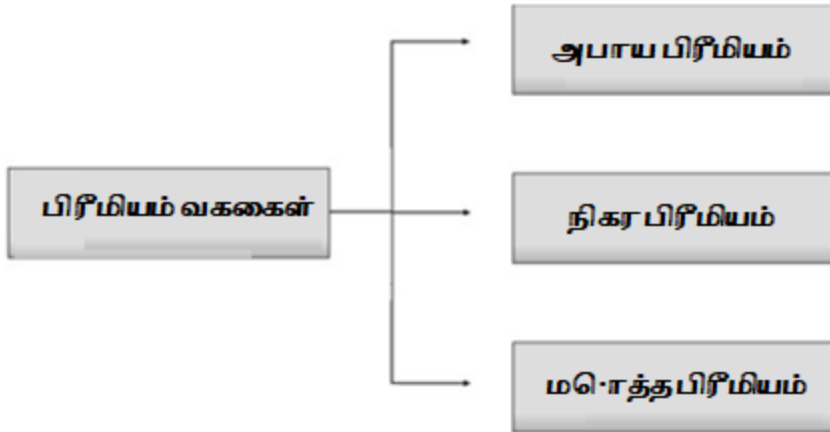 பிரீமியம் வகைகள்
அபாய பிரீமியம்
நிகர பிரீமியம்
மொத்த பிரீமியம்